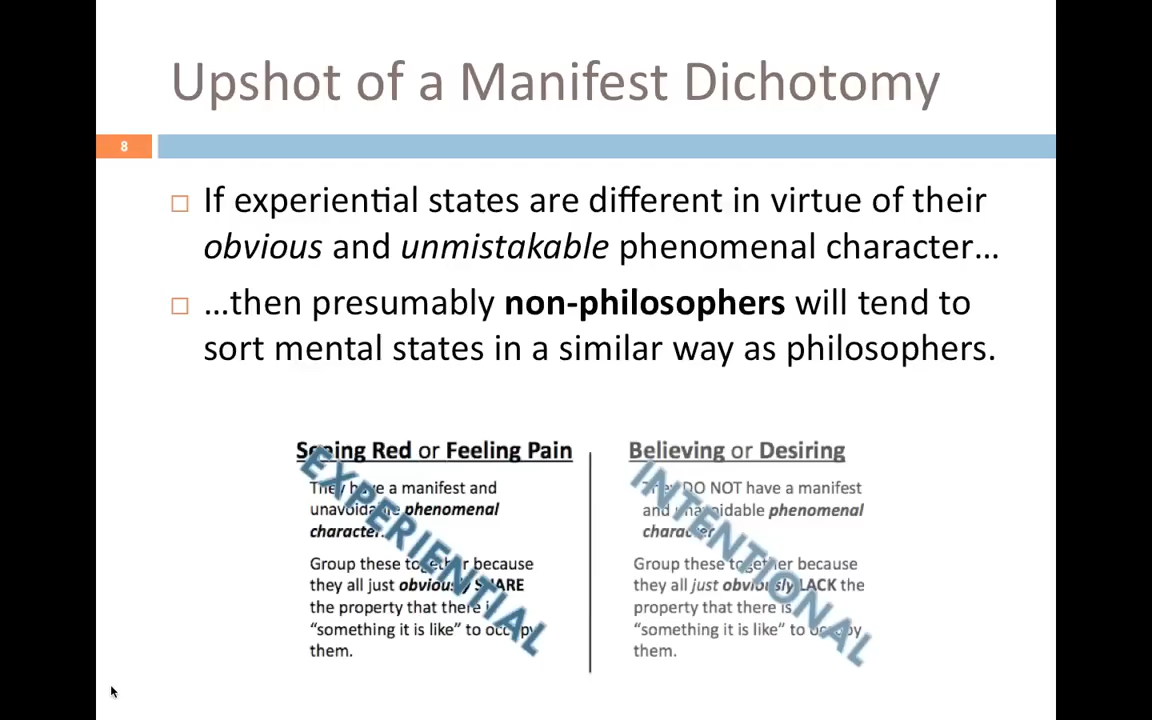 Upshot of a Manifest Dichotomy
8
If experiential states are different in virtue of their
obvious and unmistakable phenomenal character…
…then presumably non-philosophers will tend to
sort mental states in a similar way as philosophers.
Seeing Red or Feeling Pain
They have a manifest and
unavoidable phenomenal
character.
Group these together because
they all just obviously SHARE
the property that there is
“something it is like” to occupy
them.
EXPERIENTIAL
Believing or Desiring
They DO NOT have a manifest
and unavoidable phenomenal
character.
Group these together because
they all just obviously LACK the
property that there is
“something it is like” to occupy
them.
INTENTIONAL